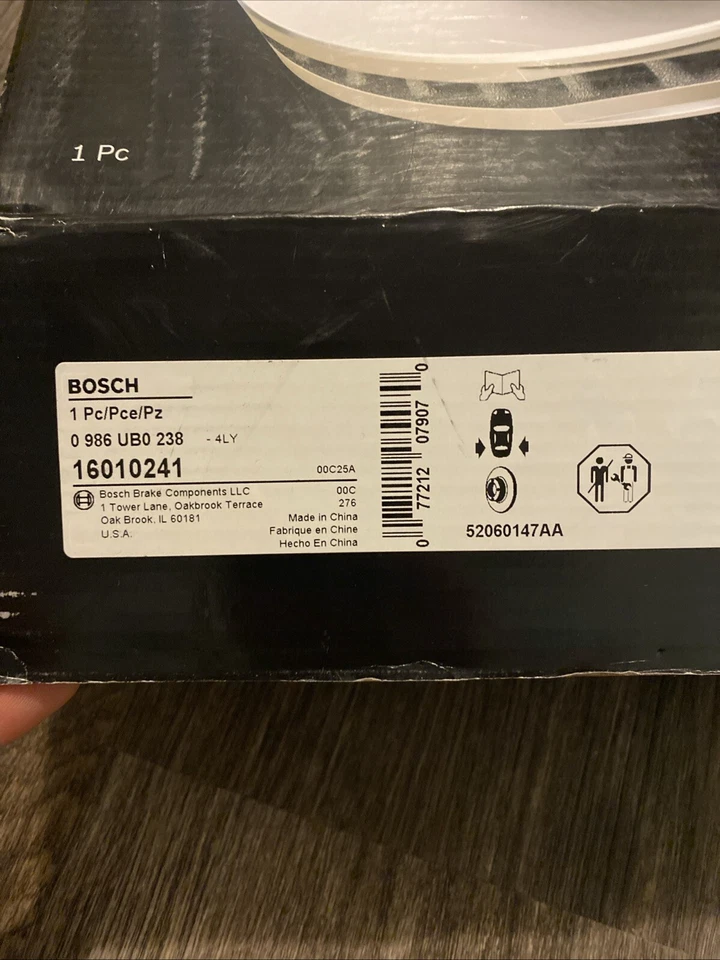 1 Pc
BOSCH
1 Pc/Pce/Pz
0 986 UB0 238 - 4LY
16010241 00C25A
Bosch Brake Components LLC 00C
1 Tower Lane, Oakbrook Terrace 276
Oak Brook, IL 60181 Made in China
U.S.A. Fabrique en Chine
Hecho En China
0 77212 07907 0
52060147AA